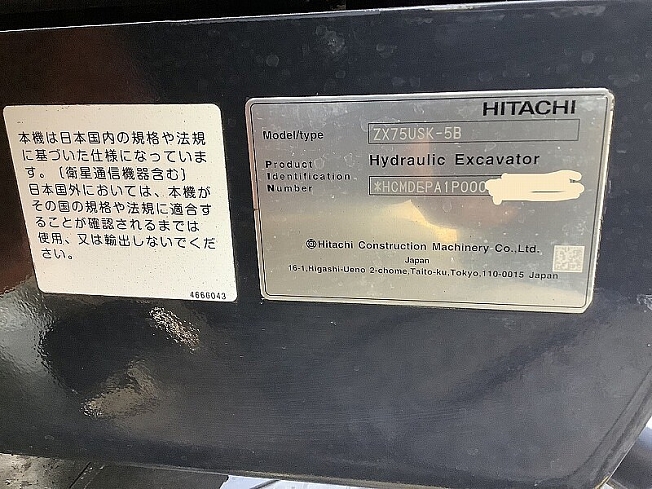 本機は日本国内の規格や法規
に基づいた仕様になっていま
す。〔衛星通信機器含む〕
日本国外においては、本機が
その国の規格や法規に適合す
ることが確認されるまでは
使用、又は輸出しないでくだ
さい。
4666043
HITACHI
Model/type ZX75USK-5B
Product Hydraulic Excavator
Identification
Number *HCMDEPA1P000
@Hitachi Construction Machinery Co., Ltd.
Japan
16-1,Higashi-Ueno 2-chome,Taito-ku,Tokyo,110-0015 Japan